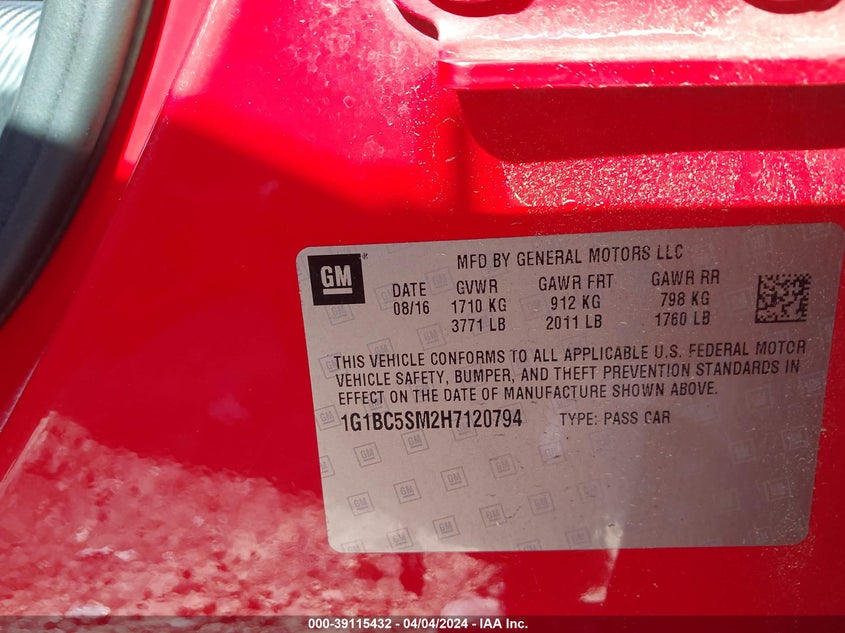 GM
MFD BY GENERAL MOTORS LLC
DATE GVWR GAWR FRT GAWR RR
08/16 1710 KG 912 KG 798 KG
3771 LB 2011 LB 1760 LB
THIS VEHICLE CONFORMS TO ALL APPLICABLE U.S. FEDERAL MOTOR
VEHICLE SAFETY, BUMPER, AND THEFT PREVENTION STANDARDS IN
EFFECT ON THE DATE OF MANUFACTURE SHOWN ABOVE.
1G1BC5SM2H7120794 TYPE: PASS CAR
000-39115432 - 04/04/2024 - IAA Inc.